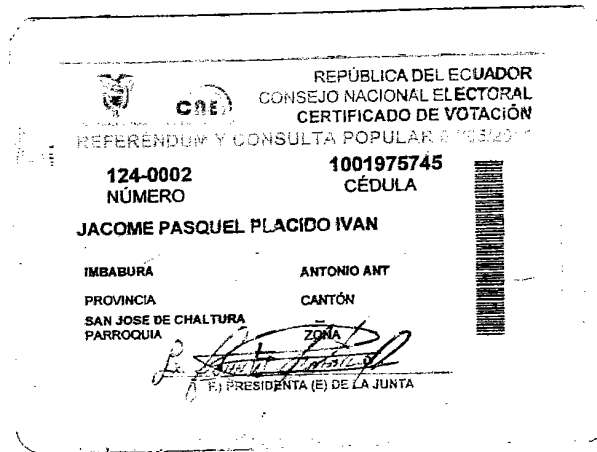 REPÚBLICA DEL ECUADOR
CNE CONSEJO NACIONAL ELECTORAL
CERTIFICADO DE VOTACIÓN
REFERENDUM Y CONSULTA POPULAR
124-0002 1001975745
NÚMERO CÉDULA
JACOME PASQUEL PLACIDO IVAN
IMBABURA ANTONIO ANT
PROVINCIA CANTÓN
SAN JOSE DE CHALTURA -
PARROQUIA ZONA
F.) PRESIDENTA (E) DE LA JUNTA